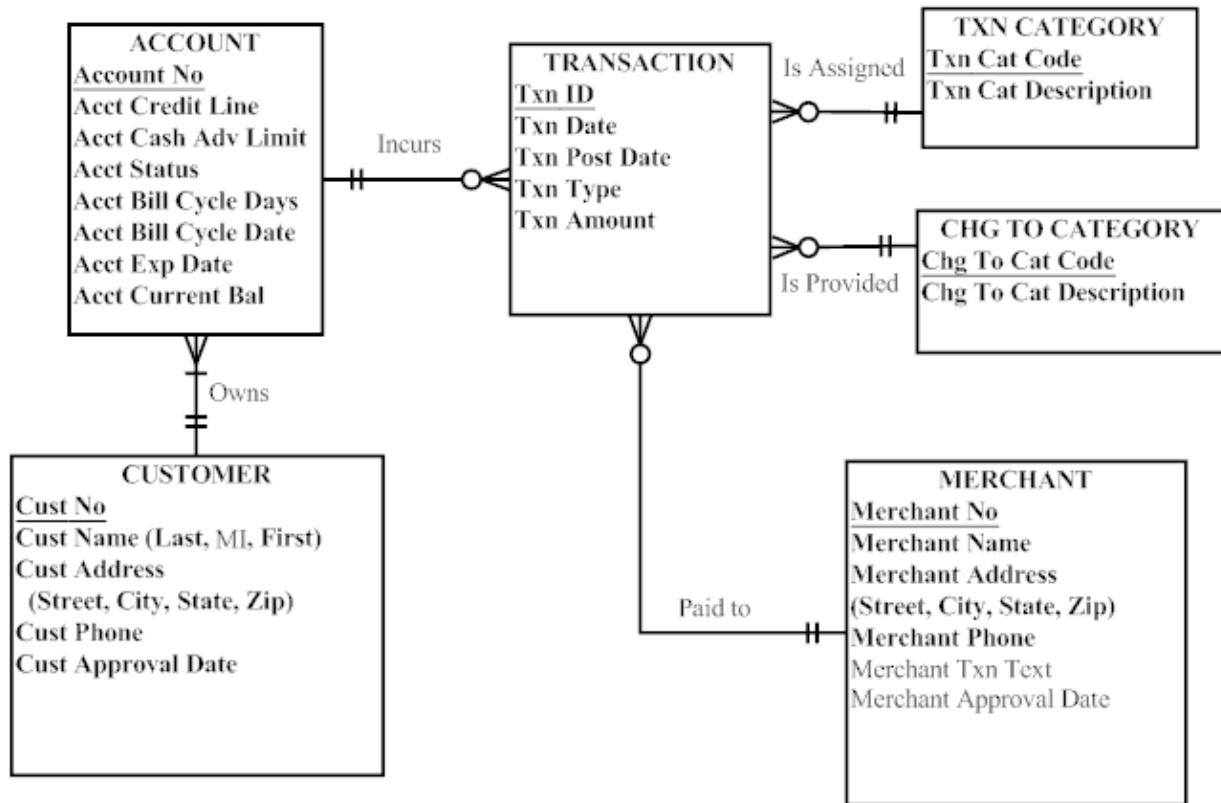 ACCOUNT
Account No
Acct Credit Line
Acct Cash Adv Limit
Acct Status
Acct Bill Cycle Days
Acct Bill Cycle Date
Acct Exp Date
Acct Current Bal
Incurs
TRANSACTION
Txn ID
Txn Date
Txn Post Date
Txn Type
Txn Amount
Is Assigned
TXN CATEGORY
Txn Cat Code
Txn Cat Description
Is Provided
CHG TO CATEGORY
Chg To Cat Code
Chg To Cat Description
Owns
CUSTOMER
Cust No
Cust Name (Last, MI, First)
Cust Address
(Street, City, State, Zip)
Cust Phone
Cust Approval Date
Paid to
MERCHANT
Merchant No
Merchant Name
Merchant Address
(Street, City, State, Zip)
Merchant Phone
Merchant Txn Text
Merchant Approval Date